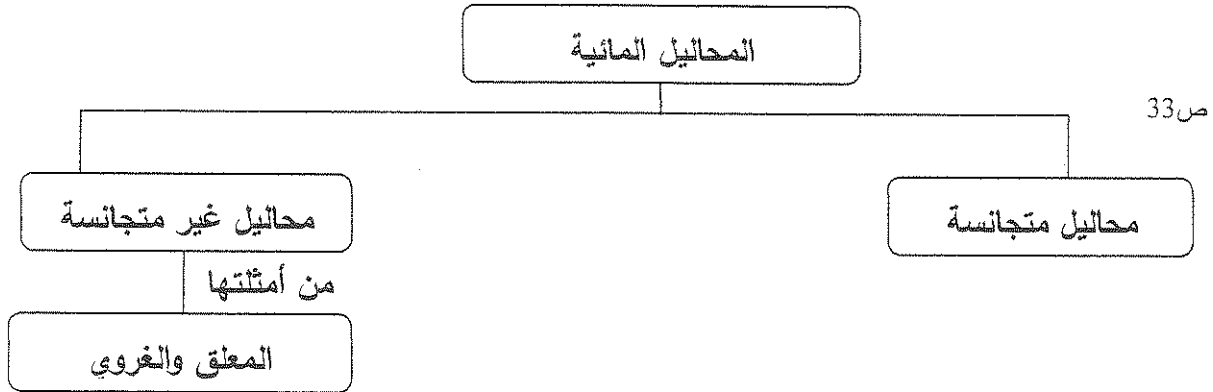 المحاليل المائية
ص33
محاليل متجانسة
محاليل غير متجانسة
من أمثلتها
المعلق والغروي